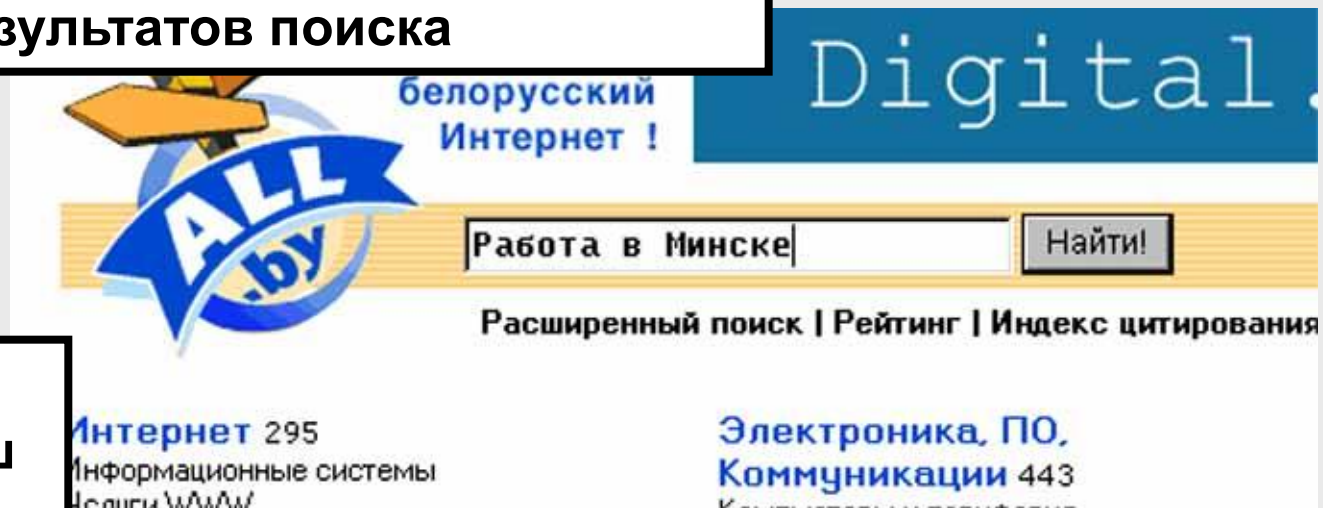 зультатов поиска
белорусский
Интернет !
Digital.
ALL
.by
Работа в Минске
Найти!
Расширенный поиск | Рейтинг | Индекс цитирования
Интернет 295
Информационные системы
Электроника, ПО,
Коммуникации 443